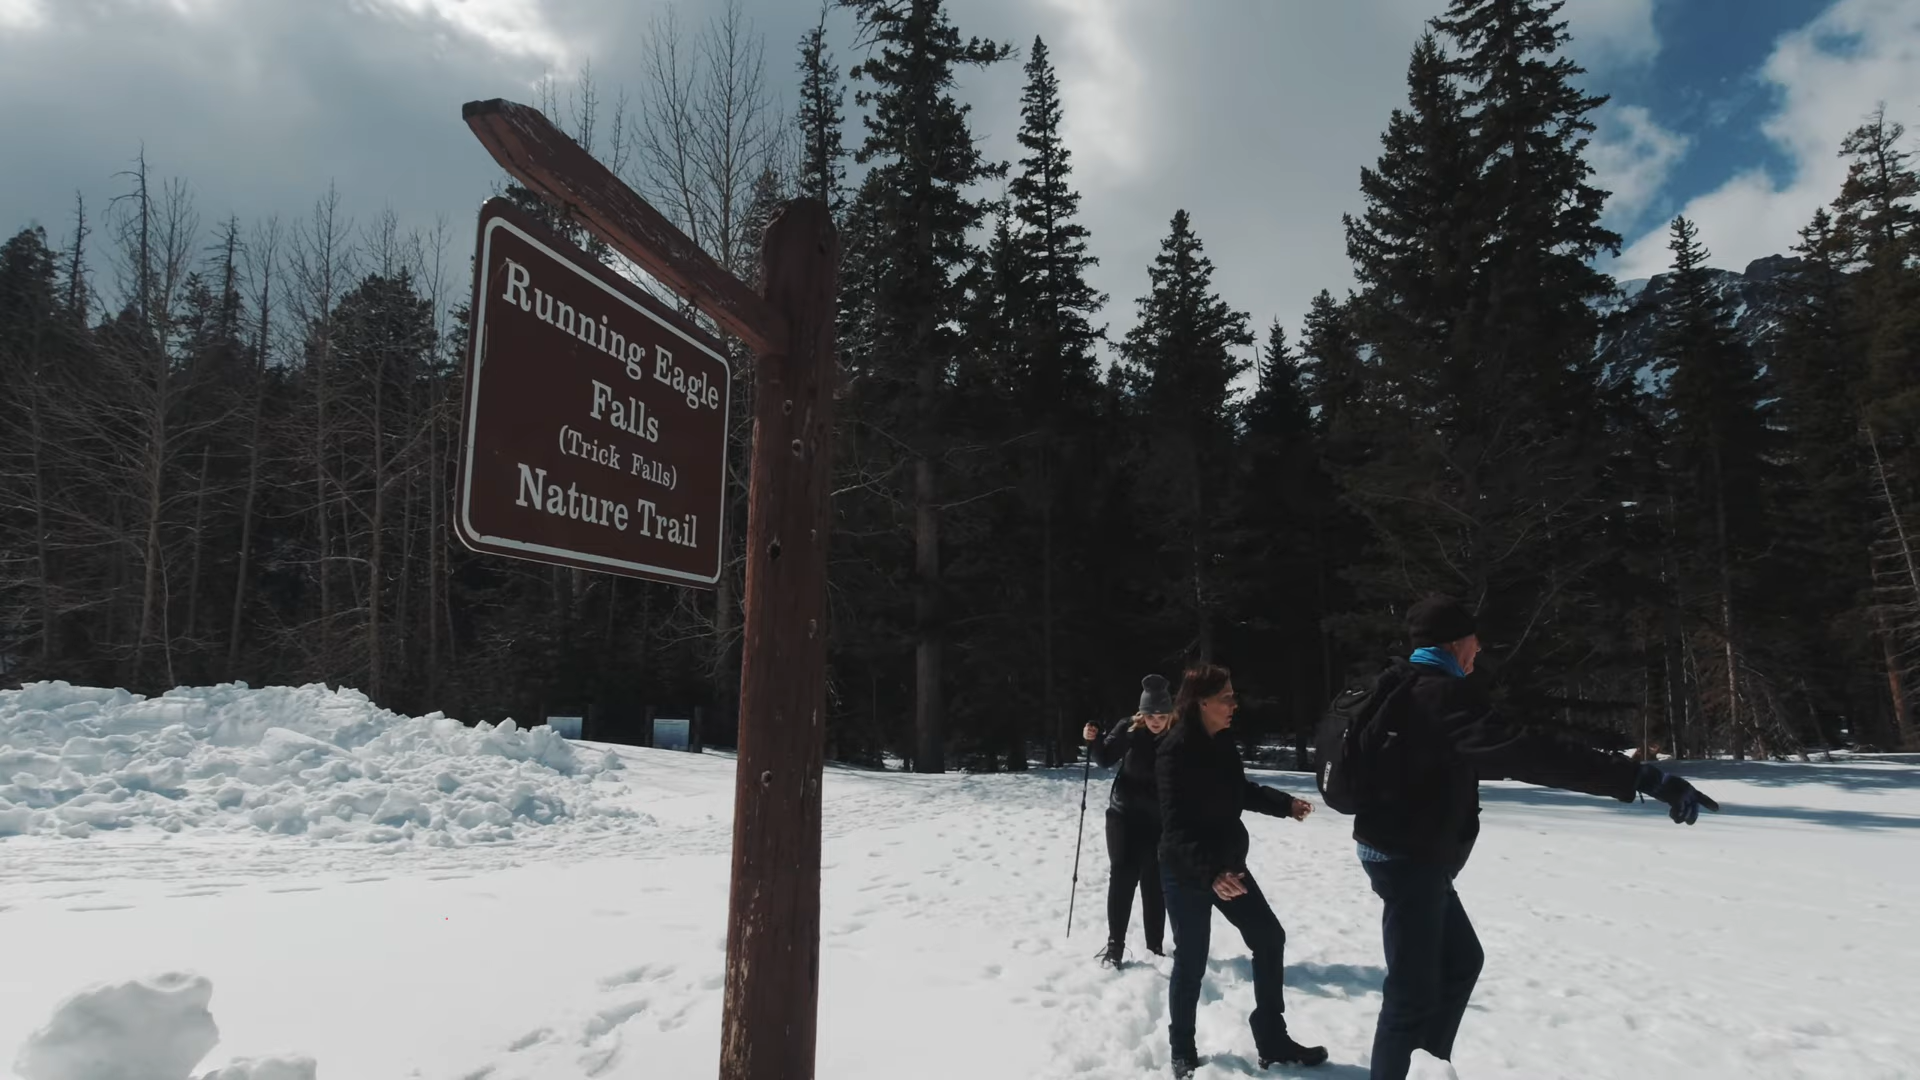 Running Eagle
Falls
(Trick Falls)
Nature Trail